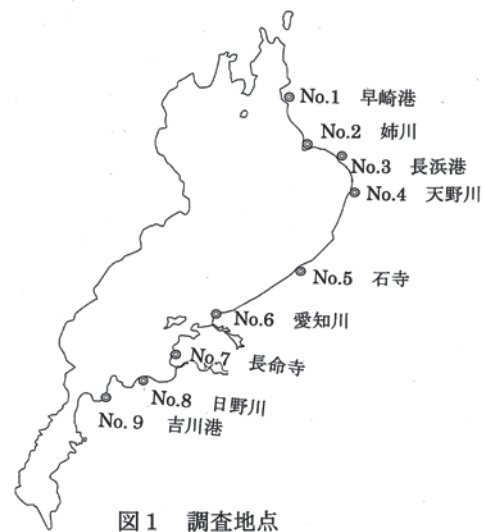 No.1 早崎港
No.2 姉川
No.3 長浜港
No.4 天野川
No.5 石寺
No.6 愛知川
No.7 長命寺
No.8 日野川
No. 9 吉川港
図1 調査地点